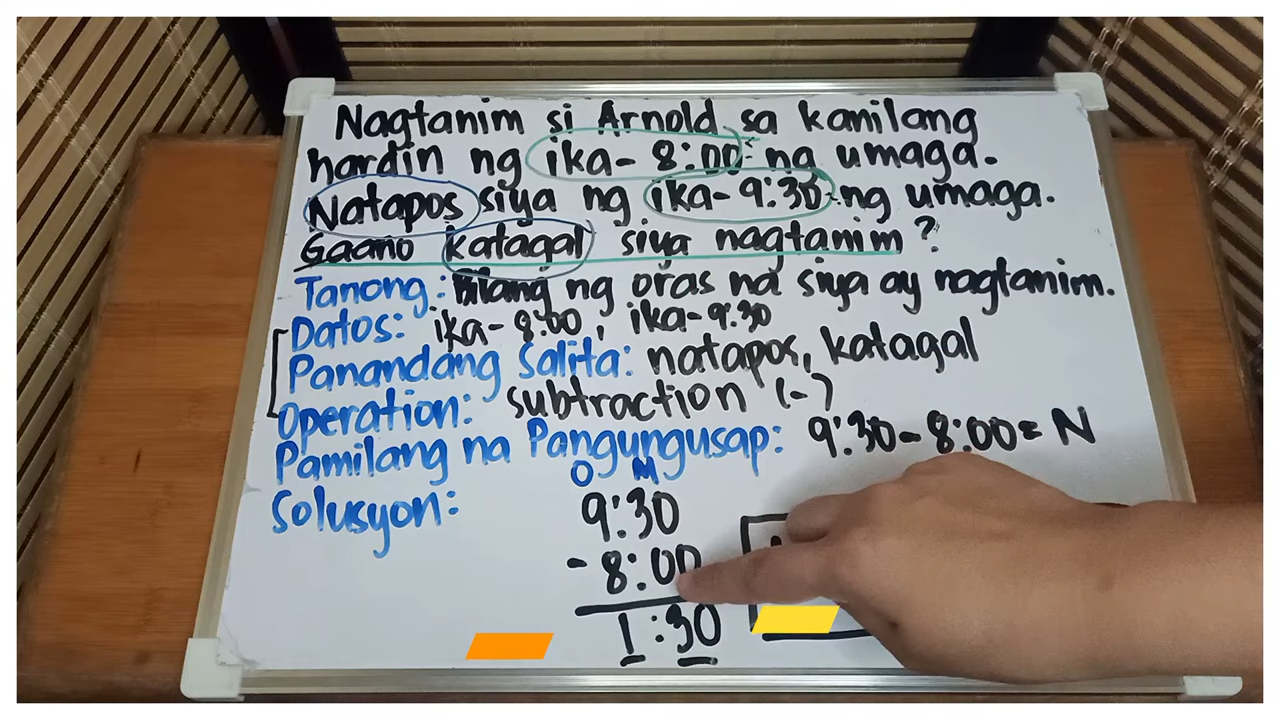 Nagtanim si Arnold sa kanilang
hardin ng ika-8:00 na umaga.
Natapos siya ng ika-9:30 ng umaga.
Gaano katagal siya nagtanim?
Tanong: Bilang ng oras na siya ay nagtanim.
Datos: ika-8:00, ika-9:30
Panandang Salita: natapos, katagal
Operation: subtraction (-)
Pamilang na Pangungusap: 9:30-8:00=N
O M
Solusyon: 9:30
- 8:00
1:30